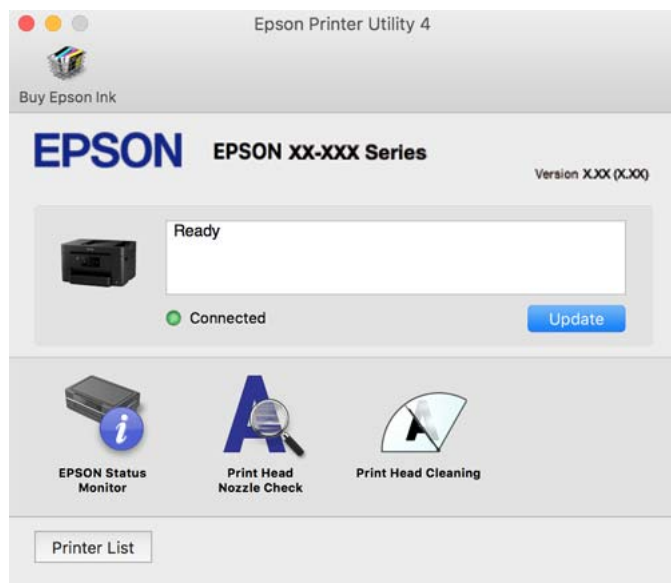 Epson Printer Utility 4
Buy Epson Ink
EPSON
EPSON XX-XXX Series
Version X.XX (X.XX)
Ready
Connected
Update
EPSON Status
Monitor
Print Head
Nozzle Check
Print Head Cleaning
Printer List